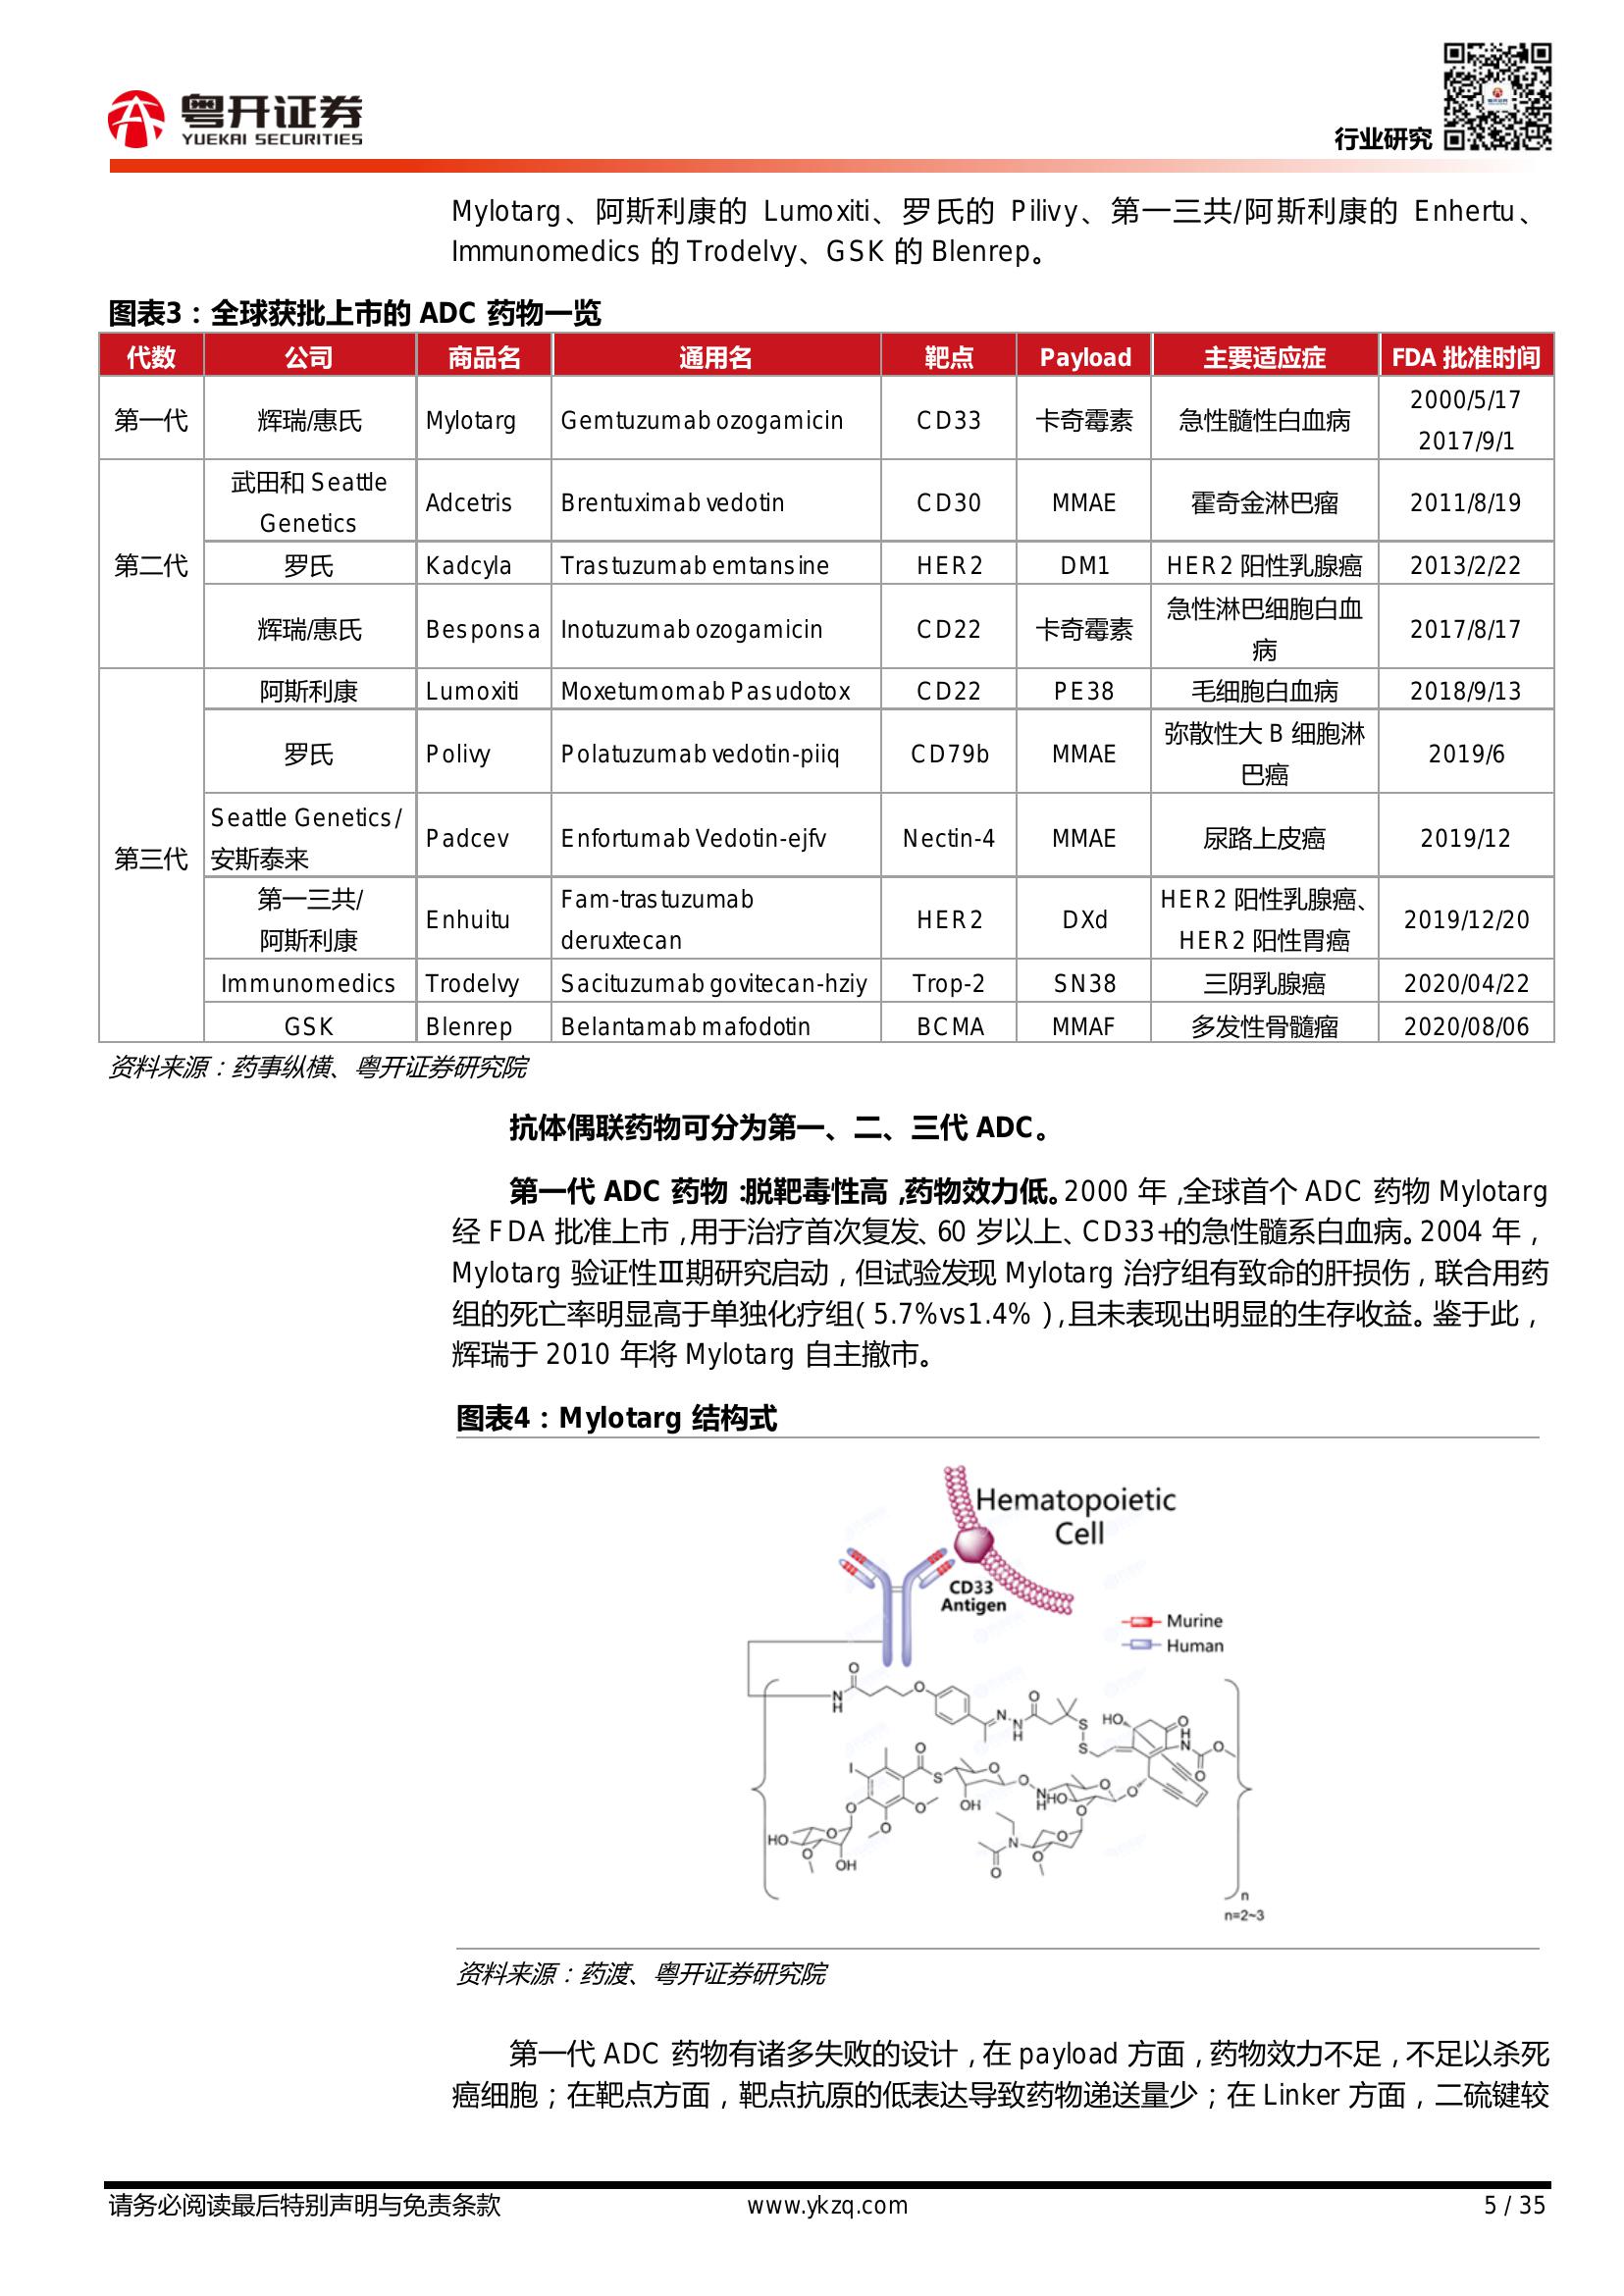 粤开证券
YUEKAI SECURITIES
行业研究
Mylotarg、阿斯利康的 Lumoxiti、罗氏的 Pilivy、第一三共/阿斯利康的 Enhertu、
Immunomedics 的 Trodelvy、GSK 的 Blenrep。
图表3：全球获批上市的 ADC 药物一览
代数 公司 商品名 通用名 靶点 Payload 主要适应症 FDA 批准时间
第一代 辉瑞/惠氏 Mylotarg Gemtuzumab ozogamicin CD33 卡奇霉素 急性髓性白血病 2000/5/17
2017/9/1
第二代 武田和 Seattle
Genetics Adcetris Brentuximab vedotin CD30 MMAE 霍奇金淋巴瘤 2011/8/19
罗氏 Kadcyla Trastuzumab emtansine HER2 DM1 HER2 阳性乳腺癌 2013/2/22
辉瑞/惠氏 Besponsa Inotuzumab ozogamicin CD22 卡奇霉素 急性淋巴细胞白血
病 2017/8/17
第三代 阿斯利康 Lumoxiti Moxetumomab Pasudotox CD22 PE38 毛细胞白血病 2018/9/13
罗氏 Polivy Polatuzumab vedotin-piiq CD79b MMAE 弥散性大 B 细胞淋
巴癌 2019/6
Seattle Genetics/
安斯泰来 Padcev Enfortumab Vedotin-ejfv Nectin-4 MMAE 尿路上皮癌 2019/12
第一三共/
阿斯利康 Enhuitu Fam-trastuzumab
deruxtecan HER2 DXd HER2 阳性乳腺癌、
HER2 阳性胃癌 2019/12/20
Immunomedics Trodelvy Sacituzumab govitecan-hziy Trop-2 SN38 三阴乳腺癌 2020/04/22
GSK Blenrep Belantamab mafodotin BCMA MMAF 多发性骨髓瘤 2020/08/06
资料来源：药事纵横、粤开证券研究院
抗体偶联药物可分为第一、二、三代 ADC。
第一代 ADC 药物：脱靶毒性高，药物效力低。2000 年，全球首个 ADC 药物 Mylotarg
经 FDA 批准上市，用于治疗首次复发、60 岁以上、CD33+的急性髓系白血病。2004 年，
Mylotarg 验证性Ⅲ期研究启动，但试验发现 Mylotarg 治疗组有致命的肝损伤，联合用药
组的死亡率明显高于单独化疗组（5.7%vs1.4%），且未表现出明显的生存收益。鉴于此，
辉瑞于 2010 年将 Mylotarg 自主撤市。
图表4：Mylotarg 结构式
Hematopoietic
Cell
CD33
Antigen
Murine
Human
n
n=2~3
资料来源：药渡、粤开证券研究院
第一代 ADC 药物有诸多失败的设计，在 payload 方面，药物效力不足，不足以杀死
癌细胞；在靶点方面，靶点抗原的低表达导致药物递送量少；在 Linker 方面，二硫键较
请务必阅读最后特别声明与免责条款 www.ykzq.com 5 / 35